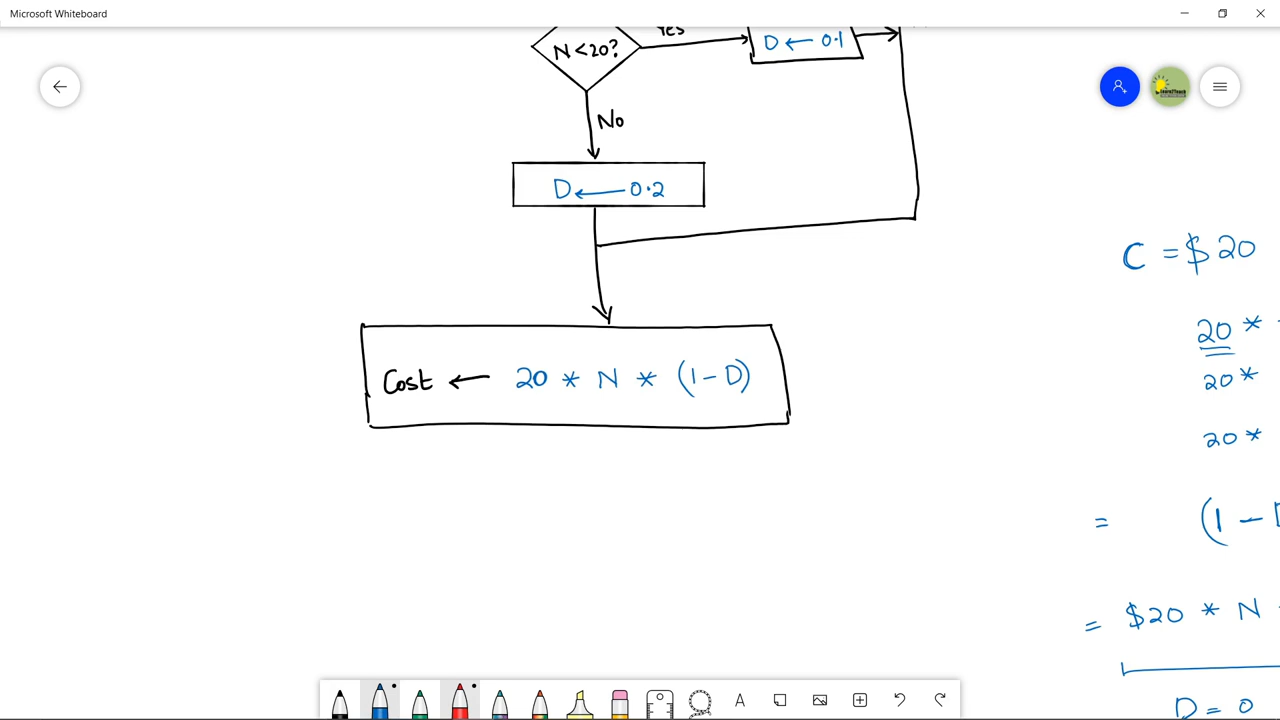 Microsoft Whiteboard
N<20?
Yes
D ← 0.1
No
D ← 0.2
C = $20
20 *
20 *
20 *
Cost ← 20 * N * (1-D)
= (1 -
= $20 * N
D = 0
A